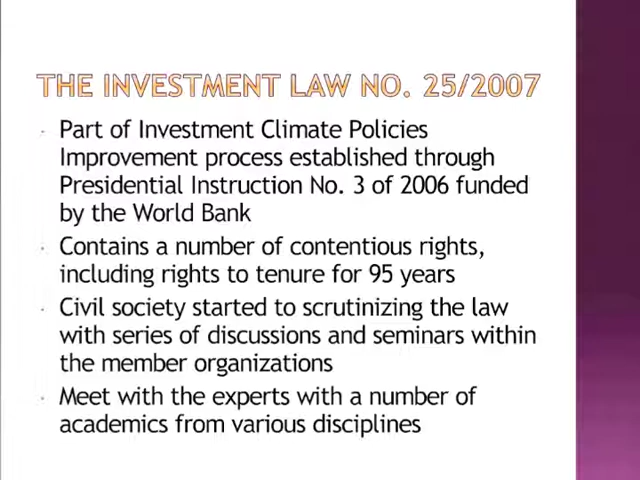 THE INVESTMENT LAW NO. 25/2007
Part of Investment Climate Policies
Improvement process established through
Presidential Instruction No. 3 of 2006 funded
by the World Bank
Contains a number of contentious rights,
including rights to tenure for 95 years
Civil society started to scrutinizing the law
with series of discussions and seminars within
the member organizations
Meet with the experts with a number of
academics from various disciplines